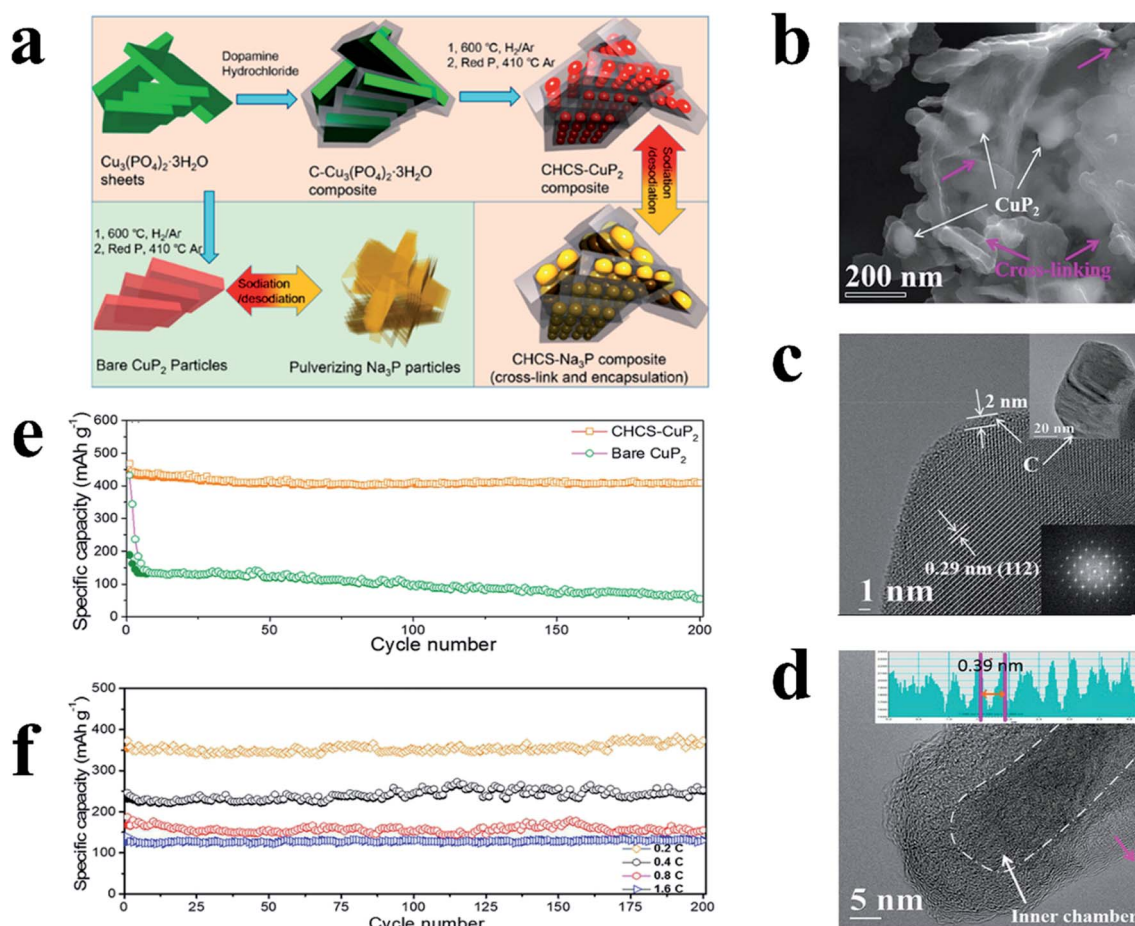 a
Dopamine
Hydrochloride
1, 600 °C, H₂/Ar
2, Red P, 410 °C Ar
Cu₃(PO₄)₂·3H₂O
sheets
C-Cu₃(PO₄)₂·3H₂O
composite
CHCS-CuP₂
composite
Sodiation
/desodiation
1, 600 °C, H₂/Ar
2, Red P, 410 °C Ar
Sodiation
/desodiation
Bare CuP₂ Particles
Pulverizing Na₃P particles
CHCS-Na₃P composite
(cross-link and encapsulation)
b
CuP₂
Cross-linking
200 nm
c
2 nm
20 nm
C
0.29 nm (112)
1 nm
d
0.39 nm
5 nm
Inner chamber
e
Specific capacity (mAh g⁻¹)
600
500
400
300
200
100
0
CHCS-CuP₂
Bare CuP₂
0
50
100
150
200
Cycle number
f
Specific capacity (mAh g⁻¹)
500
400
300
250
200
150
100
0
0.2 C
0.4 C
0.8 C
1.6 C
0
25
50
75
100
125
150
175
200
Cycle number